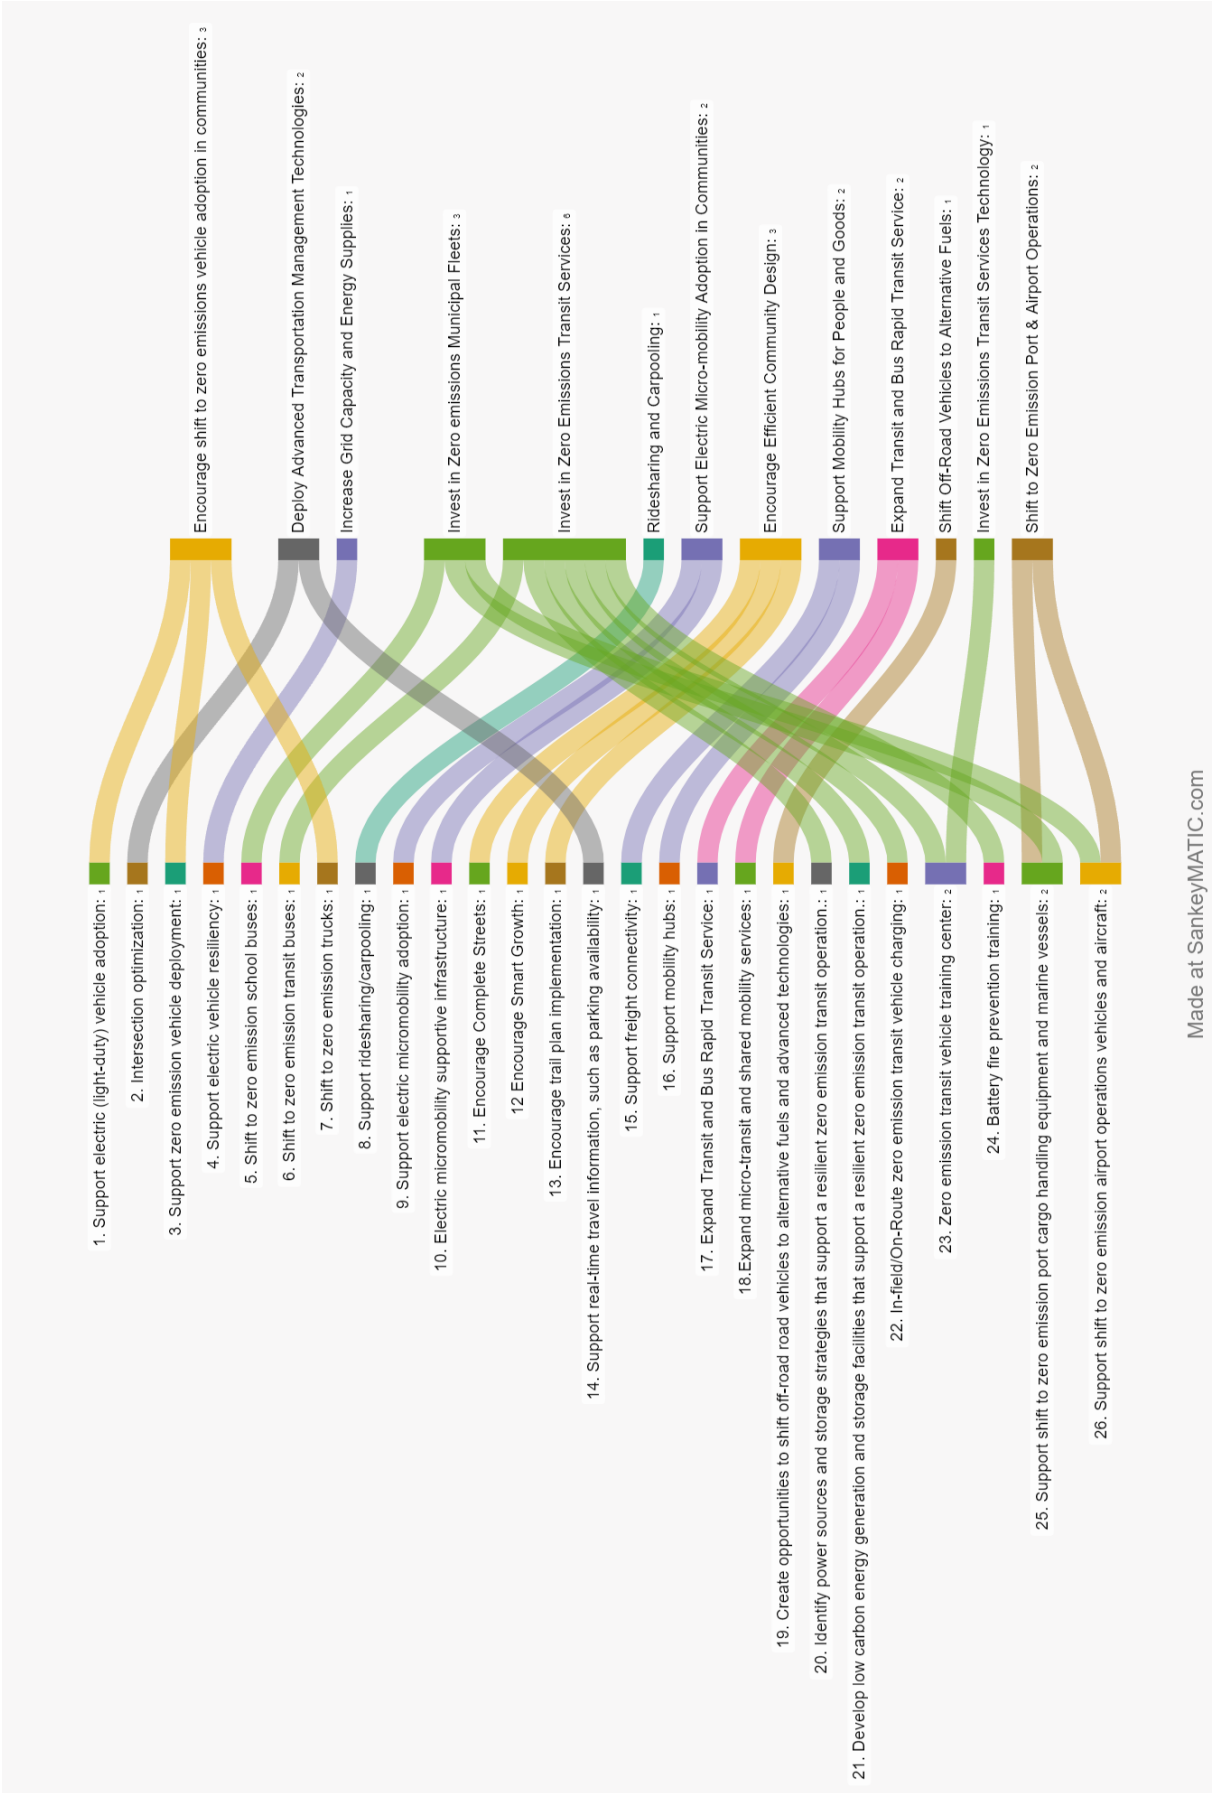 1. Support electric (light-duty) vehicle adoption: 1
2. Intersection optimization: 1
3. Support zero emission vehicle deployment: 1
4. Support electric vehicle resiliency: 1
5. Shift to zero emission school buses: 1
6. Shift to zero emission transit buses: 1
7. Shift to zero emission trucks: 1
8. Support ridesharing/carpooling: 1
9. Support electric micromobility adoption: 1
10. Electric micromobility supportive infrastructure: 1
11. Encourage Complete Streets: 1
12 Encourage Smart Growth: 1
13. Encourage trail plan implementation: 1
14. Support real-time travel information, such as parking availability: 1
15. Support freight connectivity: 1
16. Support mobility hubs: 1
17. Expand Transit and Bus Rapid Transit Service: 1
18.Expand micro-transit and shared mobility services: 1
19. Create opportunities to shift off-road road vehicles to alternative fuels and advanced technologies: 1
20. Identify power sources and storage strategies that support a resilient zero emission transit operation.: 1
21. Develop low carbon energy generation and storage facilities that support a resilient zero emission transit operation.: 1
22. In-field/On-Route zero emission transit vehicle charging: 1
23. Zero emission transit vehicle training center: 2
24. Battery fire prevention training: 1
25. Support shift to zero emission port cargo handling equipment and marine vessels: 2
26. Support shift to zero emission airport operations vehicles and aircraft: 2
Encourage shift to zero emissions vehicle adoption in communities: 3
Deploy Advanced Transportation Management Technologies: 2
Increase Grid Capacity and Energy Supplies: 1
Invest in Zero emissions Municipal Fleets: 3
Invest in Zero Emissions Transit Services: 6
Ridesharing and Carpooling: 1
Support Electric Micro-mobility Adoption in Communities: 2
Encourage Efficient Community Design: 3
Support Mobility Hubs for People and Goods: 2
Expand Transit and Bus Rapid Transit Service: 2
Shift Off-Road Vehicles to Alternative Fuels: 1
Invest in Zero Emissions Transit Services Technology: 1
Shift to Zero Emission Port & Airport Operations: 2
Made at SankeyMATIC.com